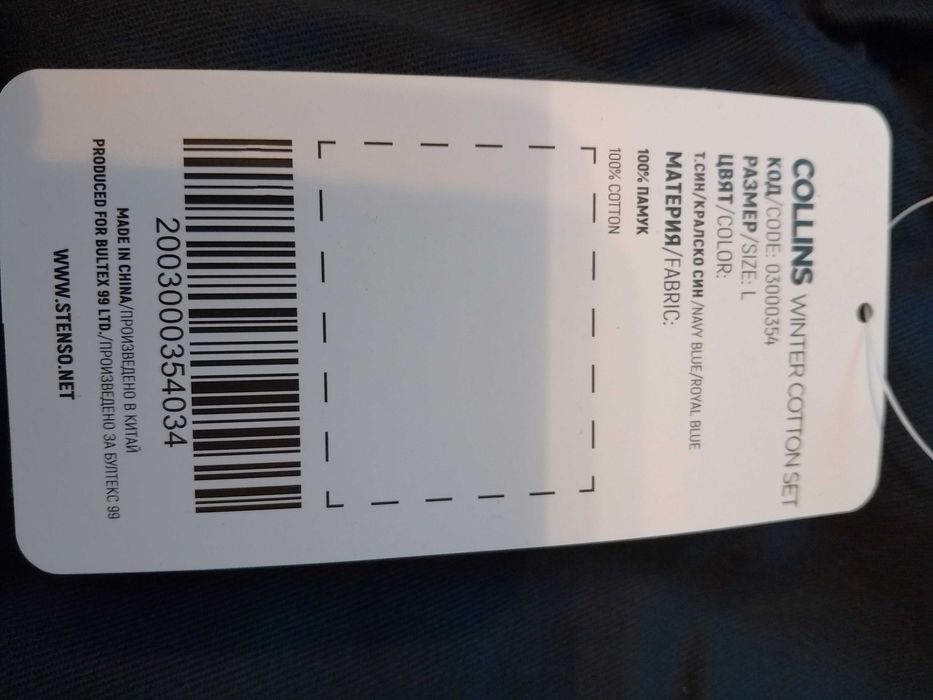 COLLINS WINTER COTTON SET
КОД/CODE: 03000354
РАЗМЕР/SIZE: L
ЦВЯТ/COLOR:
Т.СИН/КРАЛСКО СИН /NAVY BLUE/ROYAL BLUE
МАТЕРИЯ/FABRIC:
100% ПАМУК
100% COTTON
2003000354034
MADE IN CHINA/ПРОИЗВЕДЕНО В КИТАЙ
PRODUCED FOR BULTEX 99 LTD./ПРОИЗВЕДЕНО ЗА БУЛТЕКС 99
WWW.STENSO.NET